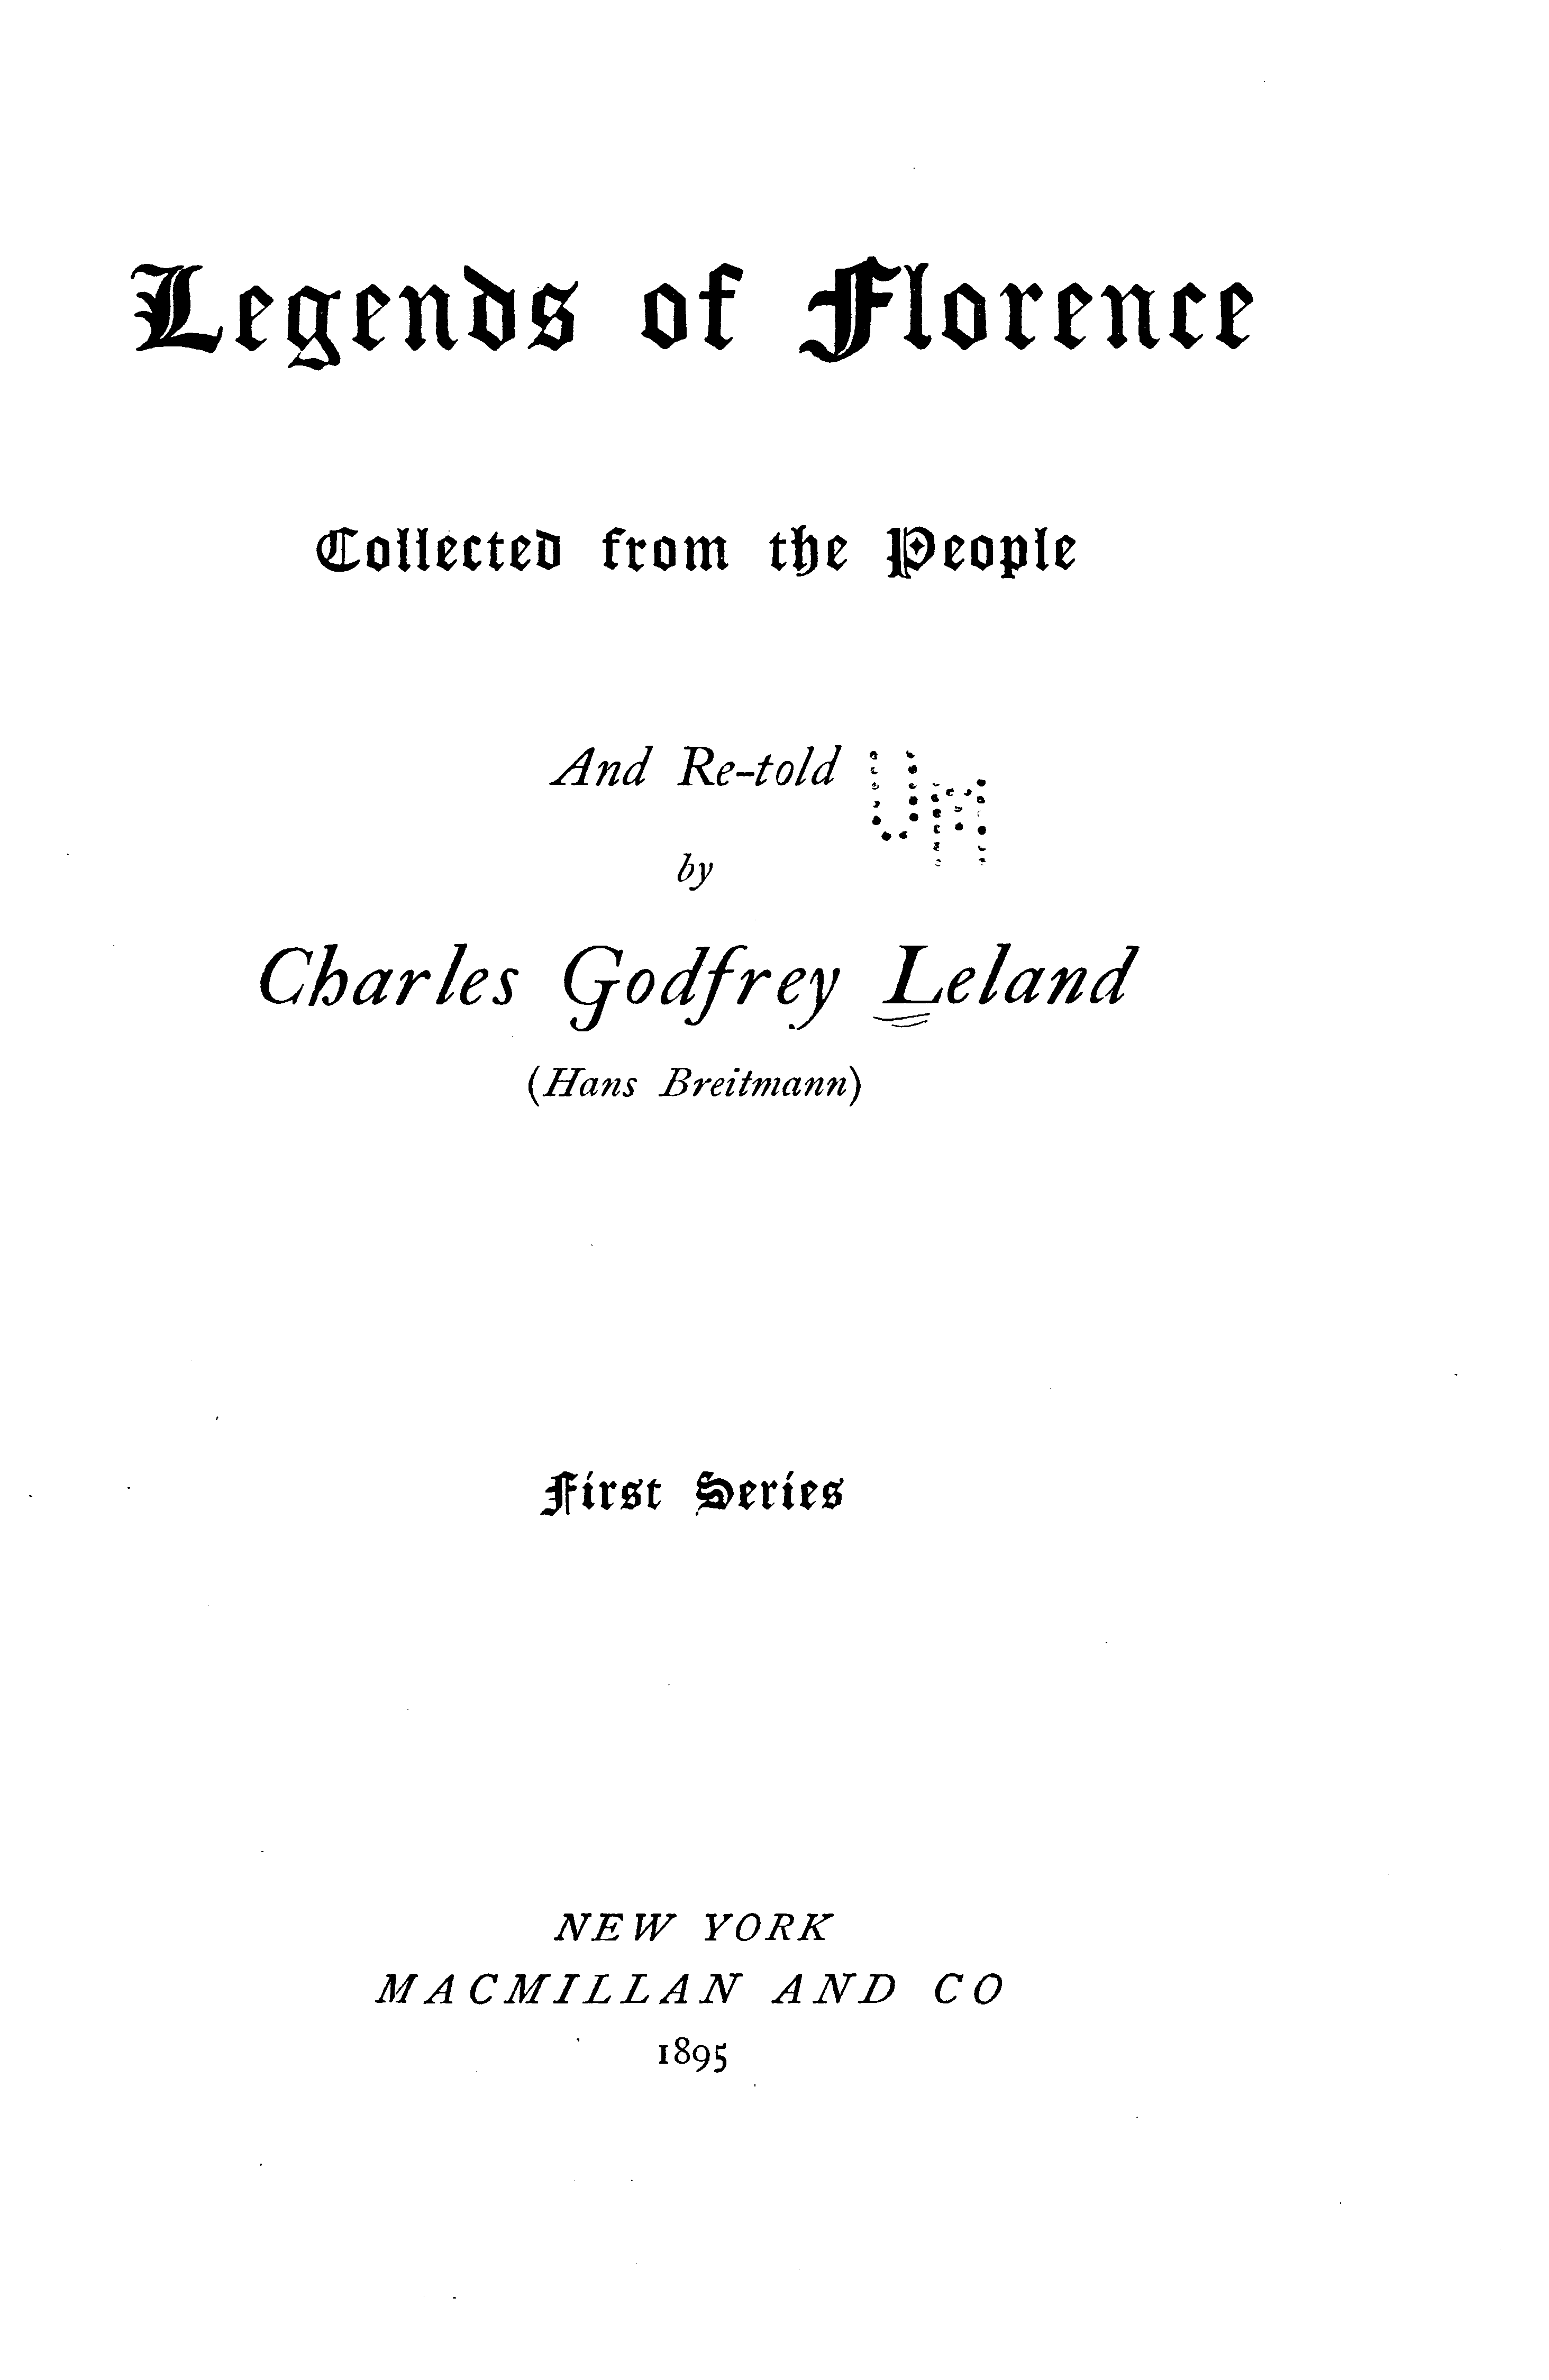 Legends of Florence
Collected from the People
And Re-told
UM
by
Charles Godfrey Leland
(Hans Breitmann)
First Series
NEW YORK
MACMILLAN AND CO
1895